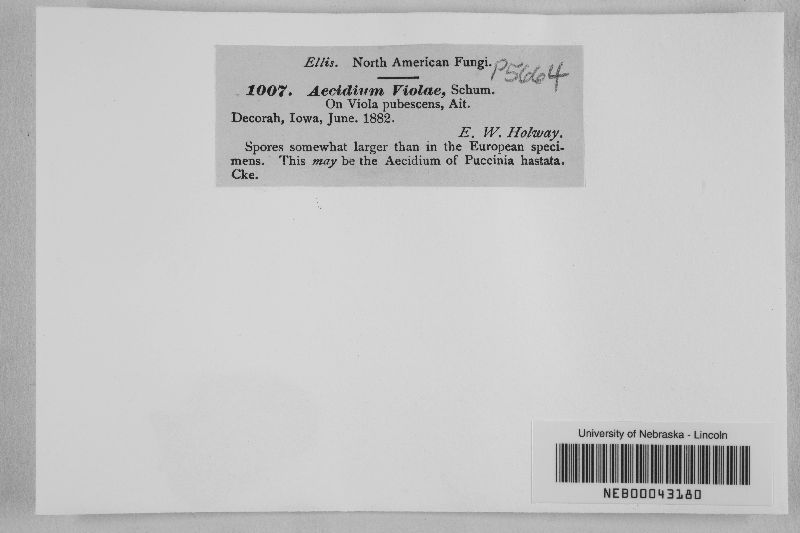 Ellis. North American Fungi.
P5664
1007. Aecidium Violae, Schum.
On Viola pubescens, Ait.
Decorah, Iowa, June. 1882.
E. W. Holway.
Spores somewhat larger than in the European speci-
mens. This may be the Aecidium of Puccinia hastata.
Cke.
University of Nebraska - Lincoln
NEB00043180